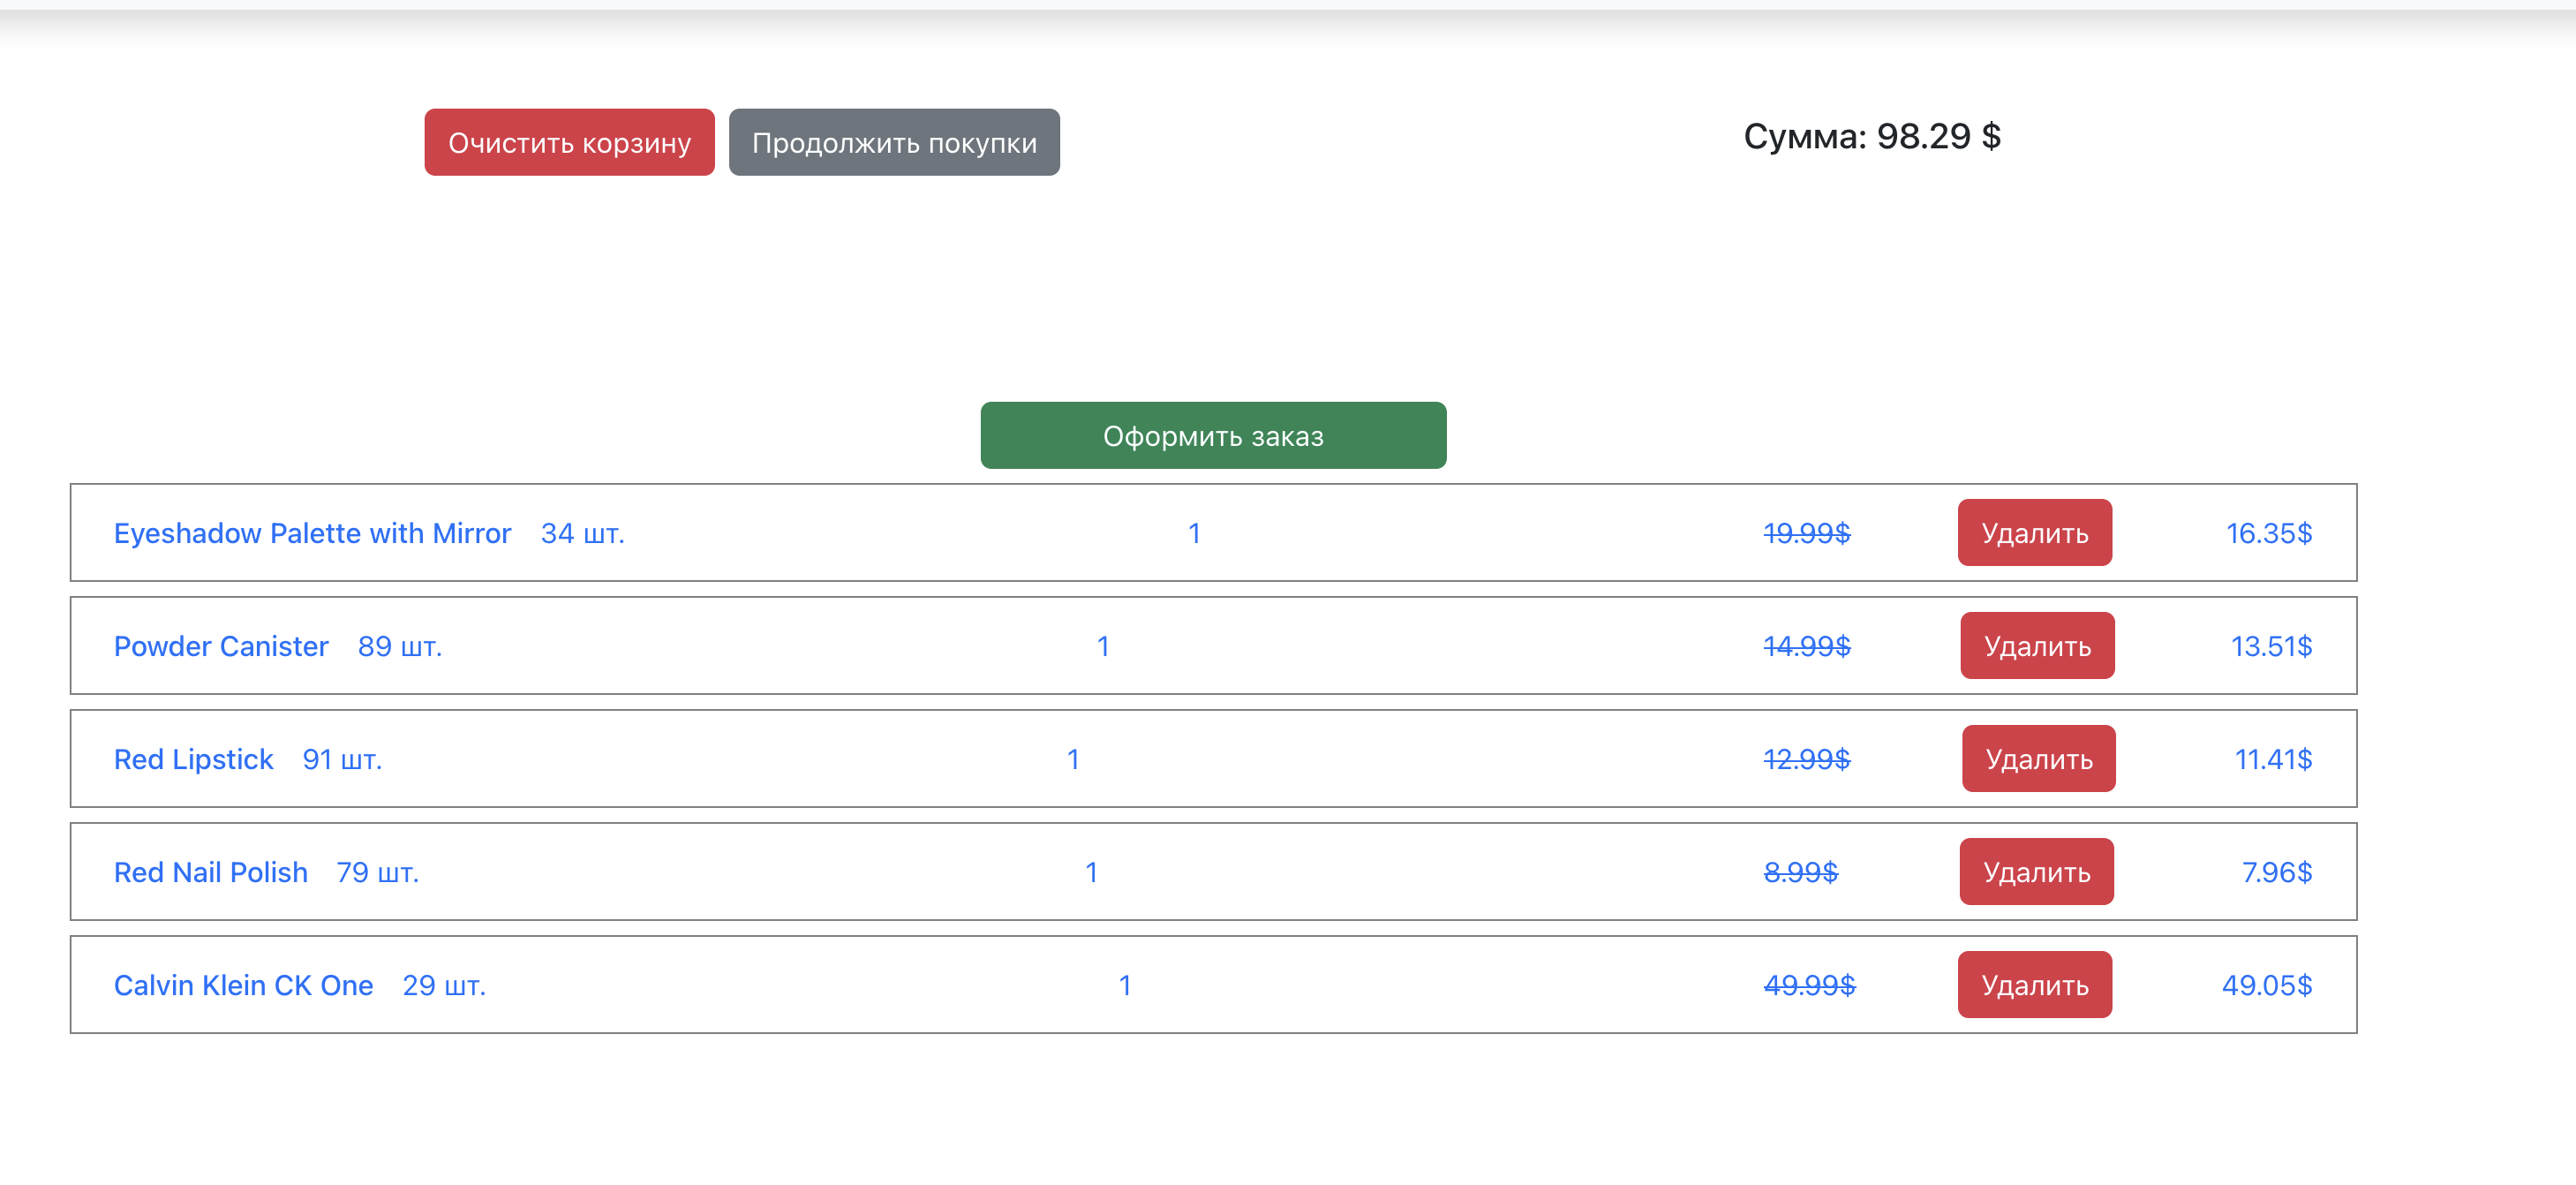 Очистить корзину Продолжить покупки Сумма: 98.29 $
Оформить заказ
Eyeshadow Palette with Mirror 34 шт. 1 19.99$ Удалить 16.35$
Powder Canister 89 шт. 1 14.99$ Удалить 13.51$
Red Lipstick 91 шт. 1 12.99$ Удалить 11.41$
Red Nail Polish 79 шт. 1 8.99$ Удалить 7.96$
Calvin Klein CK One 29 шт. 1 49.99$ Удалить 49.05$